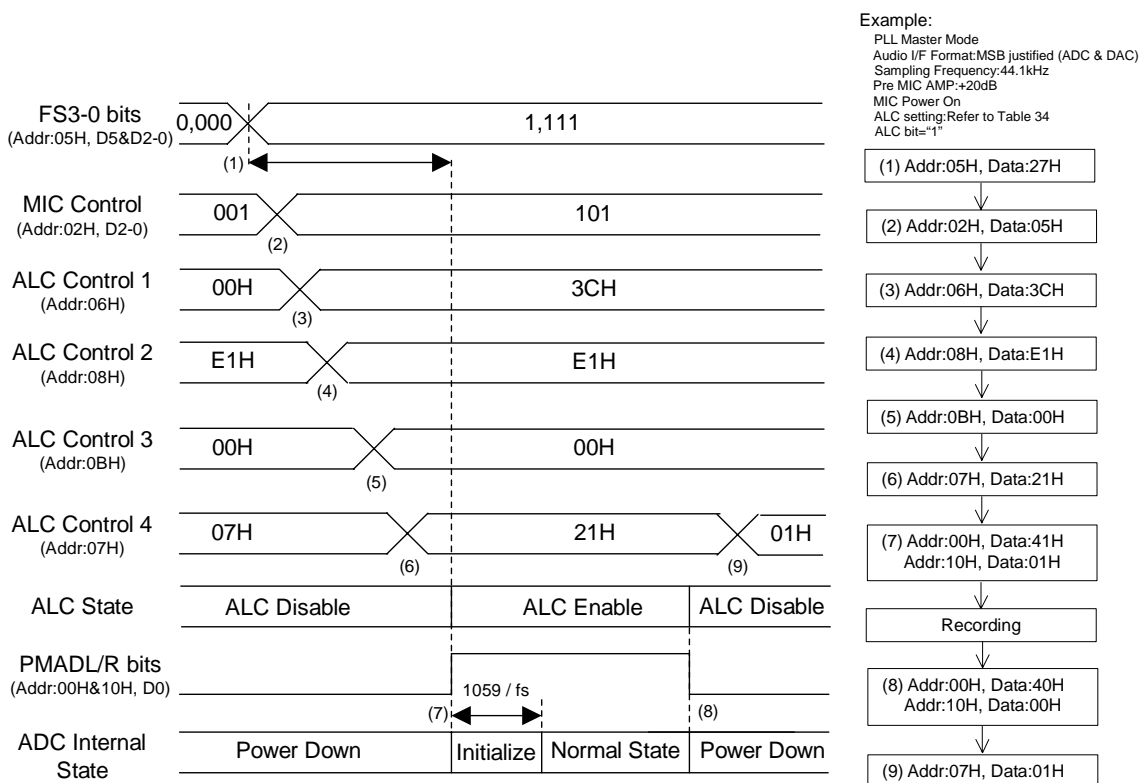 Example:
PLL Master Mode
Audio I/F Format:MSB justified (ADC & DAC)
Sampling Frequency:44.1kHz
Pre MIC AMP:+20dB
MIC Power On
ALC setting:Refer to Table 34
ALC bit=“1”
FS3-0 bits
(Addr:05H, D5&D2-0)
0,000
1,111
(1)
MIC Control
(Addr:02H, D2-0)
001
101
(2)
ALC Control 1
(Addr:06H)
00H
3CH
(3)
ALC Control 2
(Addr:08H)
E1H
E1H
(4)
ALC Control 3
(Addr:0BH)
00H
00H
(5)
ALC Control 4
(Addr:07H)
07H
21H
01H
(6)
(9)
ALC State
ALC Disable
ALC Enable
ALC Disable
PMADL/R bits
(Addr:00H&10H, D0)
1059 / fs
(7)
(8)
ADC Internal
State
Power Down
Initialize
Normal State
Power Down
(1) Addr:05H, Data:27H
(2) Addr:02H, Data:05H
(3) Addr:06H, Data:3CH
(4) Addr:08H, Data:E1H
(5) Addr:0BH, Data:00H
(6) Addr:07H, Data:21H
(7) Addr:00H, Data:41H
Addr:10H, Data:01H
Recording
(8) Addr:00H, Data:40H
Addr:10H, Data:00H
(9) Addr:07H, Data:01H